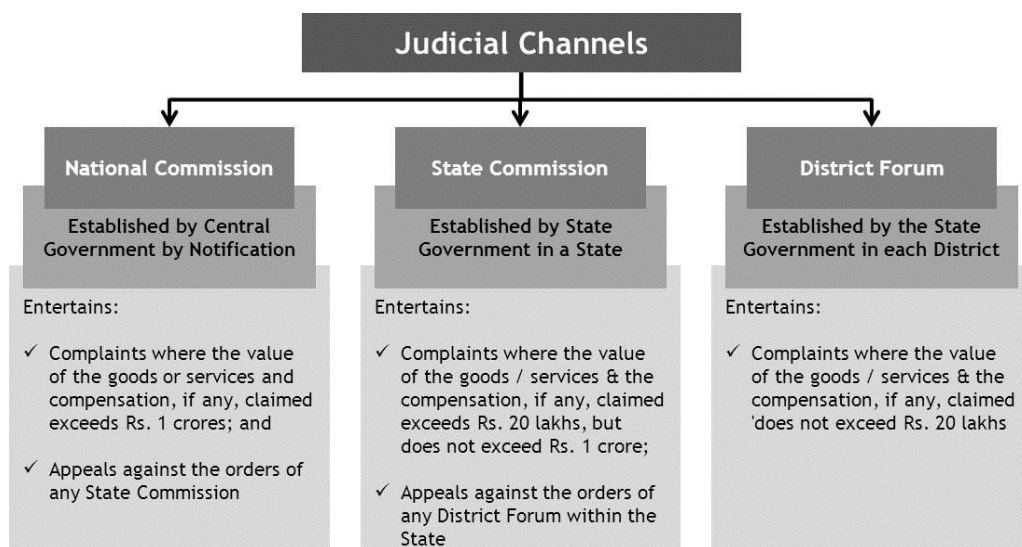 Judicial Channels
National Commission
Established by Central
Government by Notification
Entertains:
✓ Complaints where the value
of the goods or services and
compensation, if any, claimed
exceeds Rs. 1 crores; and
✓ Appeals against the orders of
any State Commission
State Commission
Established by State
Government in a State
Entertains:
✓ Complaints where the value
of the goods / services & the
compensation, if any, claimed
exceeds Rs. 20 lakhs, but
does not exceed Rs. 1 crore;
✓ Appeals against the orders of
any District Forum within the
State
District Forum
Established by the State
Government in each District
Entertains:
✓ Complaints where the value
of the goods / services & the
compensation, if any, claimed
'does not exceed Rs. 20 lakhs